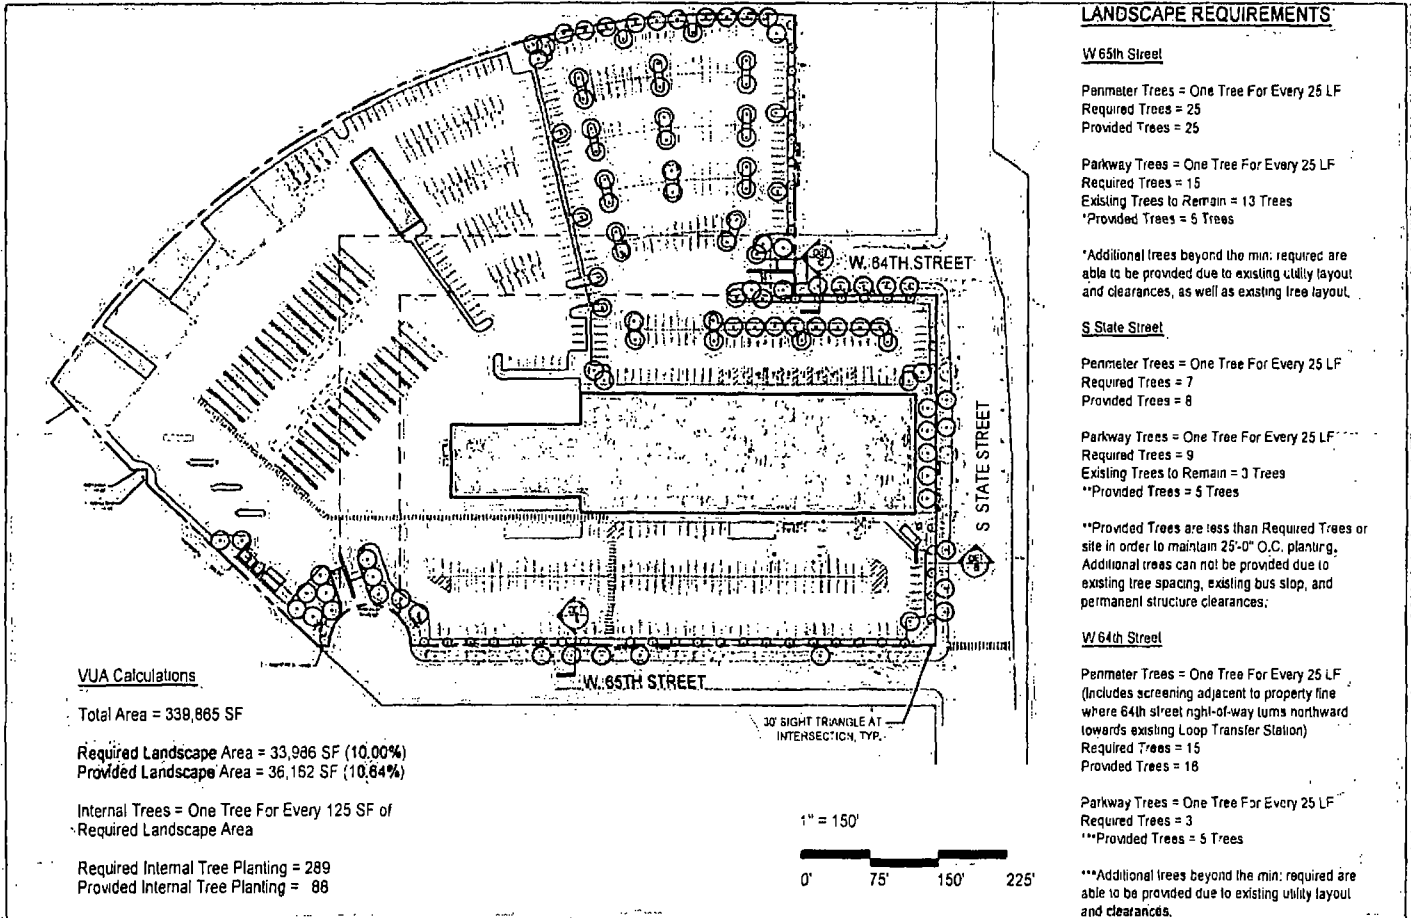 LANDSCAPE REQUIREMENTS
W 65th Street
Perimeter Trees = One Tree For Every 25 LF
Required Trees = 25
Provided Trees = 25
Parkway Trees = One Tree For Every 25 LF
Required Trees = 15
Existing Trees to Remain = 13 Trees
*Provided Trees = 5 Trees
*Additional trees beyond the min. required are
able to be provided due to existing utility layout
and clearances, as well as existing tree layout.
S State Street
Perimeter Trees = One Tree For Every 25 LF
Required Trees = 7
Provided Trees = 8
Parkway Trees = One Tree For Every 25 LF
Required Trees = 9
Existing Trees to Remain = 3 Trees
**Provided Trees = 5 Trees
**Provided Trees are less than Required Trees or
site in order to maintain 25'-0" O.C. planting.
Additional trees can not be provided due to
existing tree spacing, existing bus stop, and
permanent structure clearances.
W 64th Street
Perimeter Trees = One Tree For Every 25 LF
(Includes screening adjacent to property line
where 64th street right-of-way turns northward
towards existing Loop Transfer Station)
Required Trees = 15
Provided Trees = 16
Parkway Trees = One Tree For Every 25 LF
Required Trees = 3
***Provided Trees = 5 Trees
***Additional trees beyond the min. required are
able to be provided due to existing utility layout
and clearances.
W. 64TH STREET
S STATE STREET
W. 65TH STREET
30' SIGHT TRIANGLE AT
INTERSECTION, TYP.
VUA Calculations
Total Area = 339,865 SF
Required Landscape Area = 33,986 SF (10.00%)
Provided Landscape Area = 36,162 SF (10.64%)
Internal Trees = One Tree For Every 125 SF of
Required Landscape Area
Required Internal Tree Planting = 289
Provided Internal Tree Planting = 88
1" = 150'
0' 75' 150' 225'